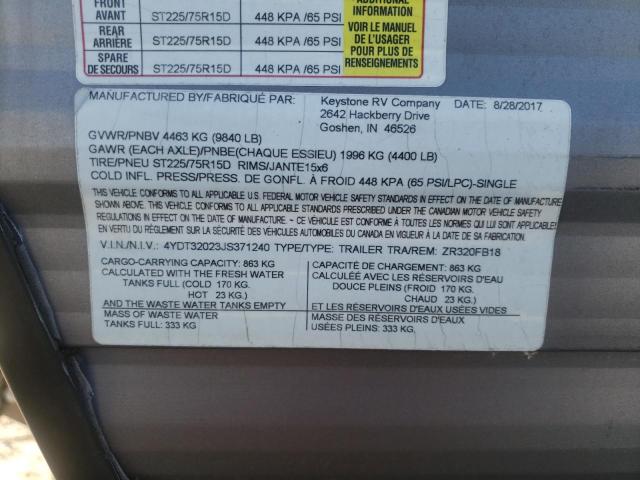 FRONT
AVANT ST225/75R15D 448 KPA /65 PSI
REAR
ARRIÈRE ST225/75R15D 448 KPA /65 PSI
SPARE
DE SECOURS ST225/75R15D 448 KPA /65 PSI
ADDITIONAL
INFORMATION
VOIR LE MANUEL
DE L'USAGER
POUR PLUS DE
RENSEIGNEMENTS
MANUFACTURED BY/FABRIQUÉ PAR: Keystone RV Company DATE: 8/28/2017
2642 Hackberry Drive
Goshen, IN 46526
GVWR/PNBV 4463 KG (9840 LB)
GAWR (EACH AXLE)/PNBE(CHAQUE ESSIEU) 1996 KG (4400 LB)
TIRE/PNEU ST225/75R15D RIMS/JANTE15x6
COLD INFL. PRESS/PRESS. DE GONFL. À FROID 448 KPA (65 PSI/LPC)-SINGLE
THIS VEHICLE CONFORMS TO ALL APPLICABLE U.S. FEDERAL MOTOR VEHICLE SAFETY STANDARDS IN EFFECT ON THE DATE OF MANUFACTURE
SHOWN ABOVE. THIS VEHICLE CONFORMS TO ALL APPLICABLE STANDARDS PRESCRIBED UNDER THE CANADIAN MOTOR VEHICLE SAFETY
REGULATIONS IN EFFECT ON THE DATE OF MANUFACTURE / CE VÉHICULE EST CONFORME À TOUTES LES NORMES QUI LUI SONT APPLICABLES
EN VERTU DU RÈGLEMENT SUR LA SÉCURITÉ DES VÉHICULES AUTOMOBILES DU CANADA EN VIGUEUR À LA DATE DE SA FABRICATION.
V.I.N./N.I.V.: 4YDT32023JS371240 TYPE/TYPE: TRAILER TRA/REM: ZR320FB18
CARGO-CARRYING CAPACITY: 863 KG
CALCULATED WITH THE FRESH WATER
TANKS FULL (COLD 170 KG.
HOT 23 KG.)
AND THE WASTE WATER TANKS EMPTY
MASS OF WASTE WATER
TANKS FULL: 333 KG
CAPACITÉ DE CHARGEMENT: 863 KG
CALCULÉE AVEC LES RÉSERVOIRS D'EAU
DOUCE PLEINS (FROID 170 KG.
CHAUD 23 KG.)
ET LES RÉSERVOIRS D'EAUX USÉES VIDES
MASSE DES RÉSERVOIRS D'EAUX
USÉES PLEINS: 333 KG